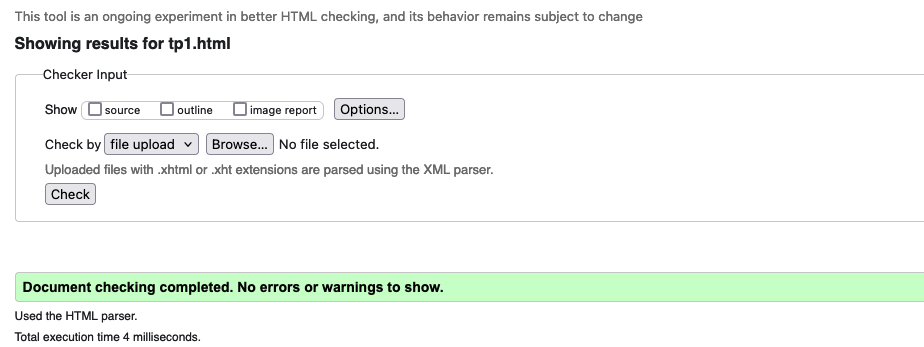 This tool is an ongoing experiment in better HTML checking, and its behavior remains subject to change
Showing results for tp1.html
Checker Input
Show source outline image report Options...
Check by file upload Browse... No file selected.
Uploaded files with .xhtml or .xht extensions are parsed using the XML parser.
Check
Document checking completed. No errors or warnings to show.
Used the HTML parser.
Total execution time 4 milliseconds.